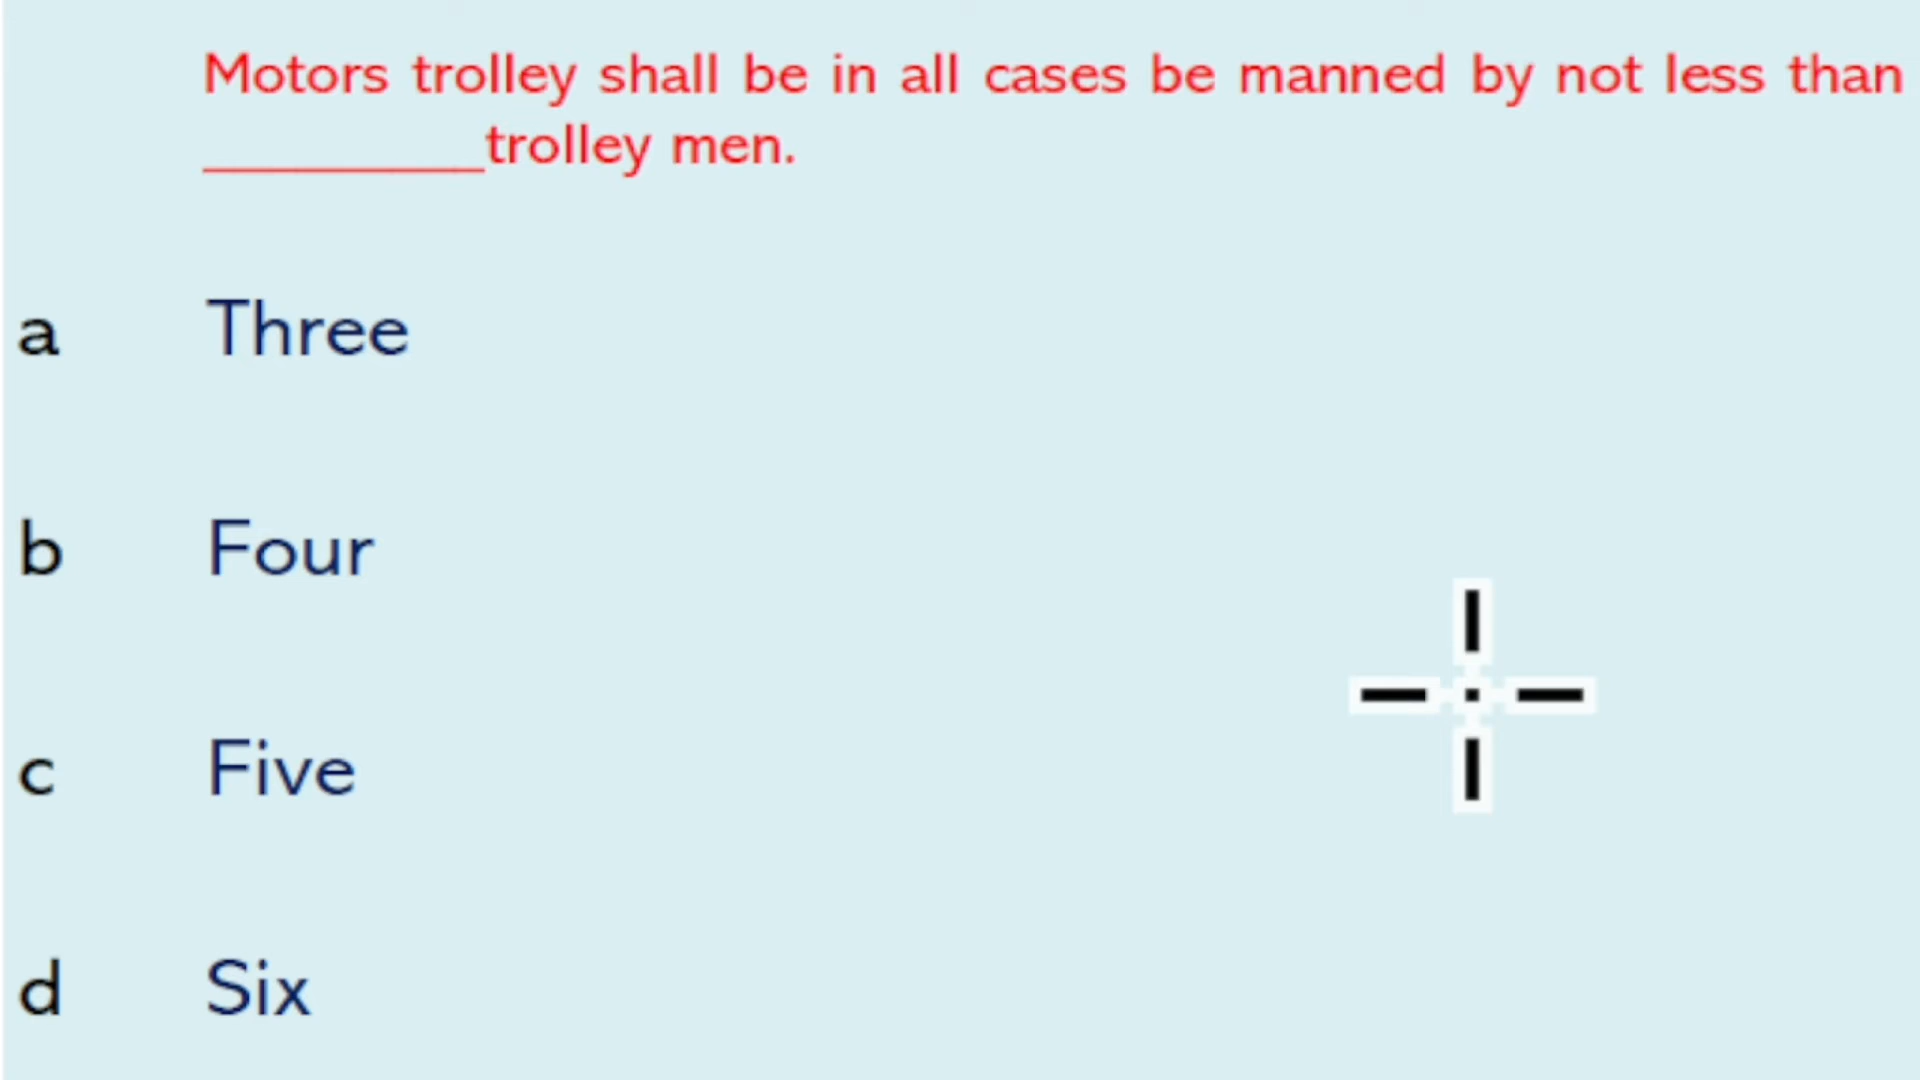 Motors trolley shall be in all cases be manned by not less than
__________trolley men.
a Three
b Four
c Five
d Six